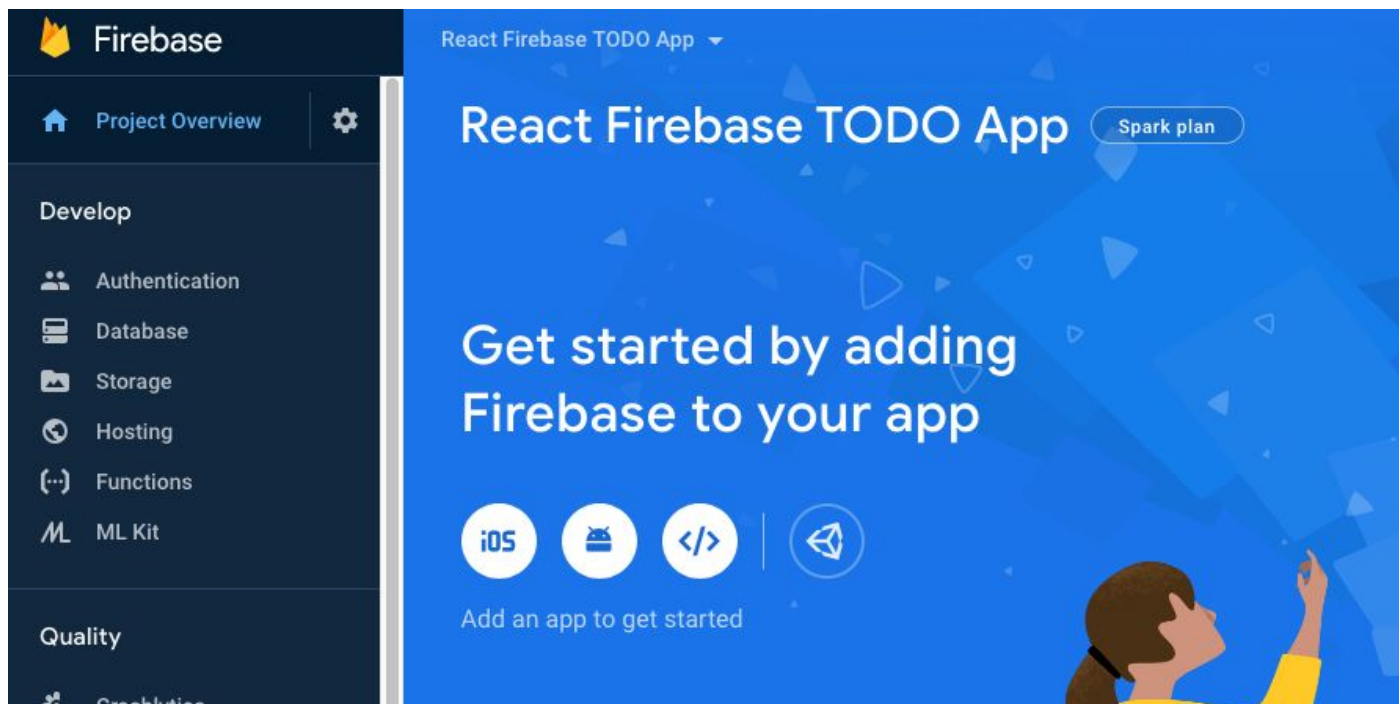 Firebase
Project Overview
Develop
Authentication
Database
Storage
Hosting
Functions
ML Kit
Quality
React Firebase TODO App
React Firebase TODO App
Spark plan
Get started by adding
Firebase to your app
iOS
</>
Add an app to get started